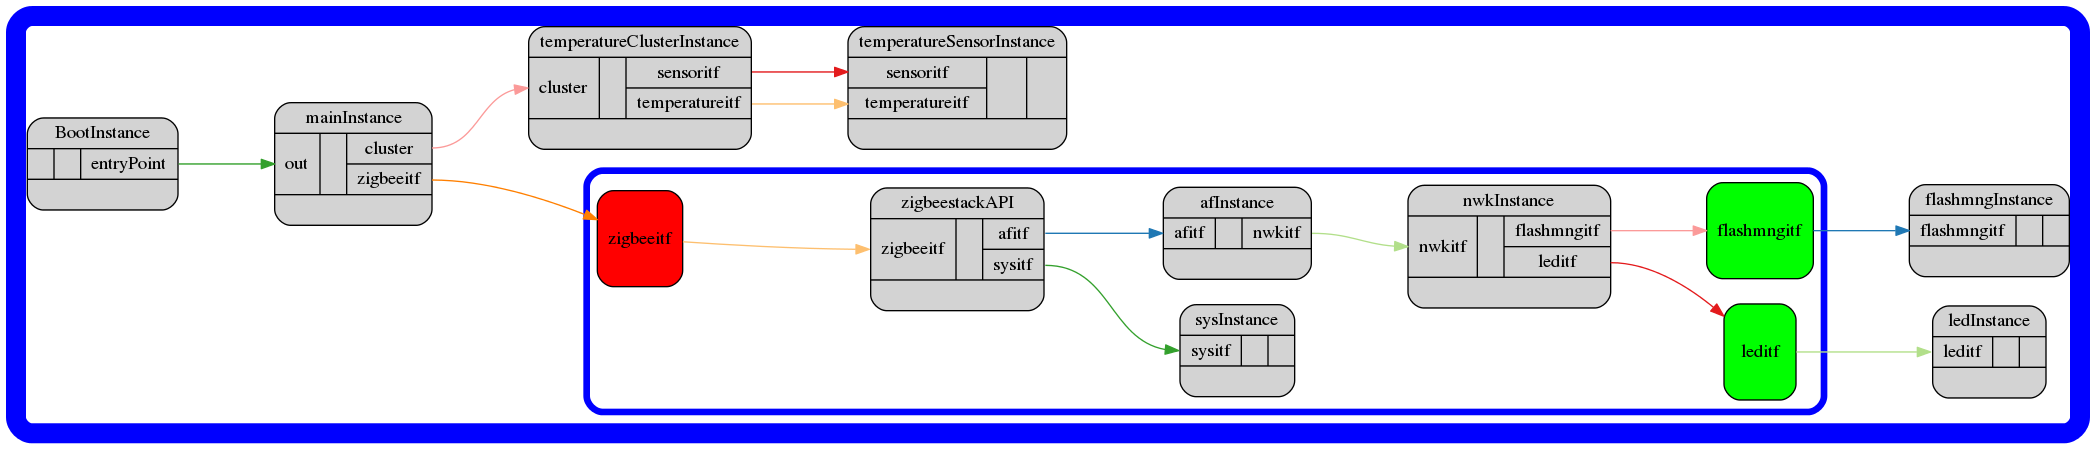 BootInstance
entryPoint
mainInstance
out
cluster
zigbeeitf
temperatureClusterInstance
cluster
sensoritf
temperatureitf
temperatureSensorInstance
sensoritf
temperatureitf
zigbeeitf
zigbeestackAPI
zigbeeitf
afitf
sysitf
afInstance
afitf
nwkitf
sysInstance
sysitf
nwkInstance
nwkitf
flashmngitf
leditf
flashmngitf
leditf
flashmngInstance
flashmngitf
ledInstance
leditf